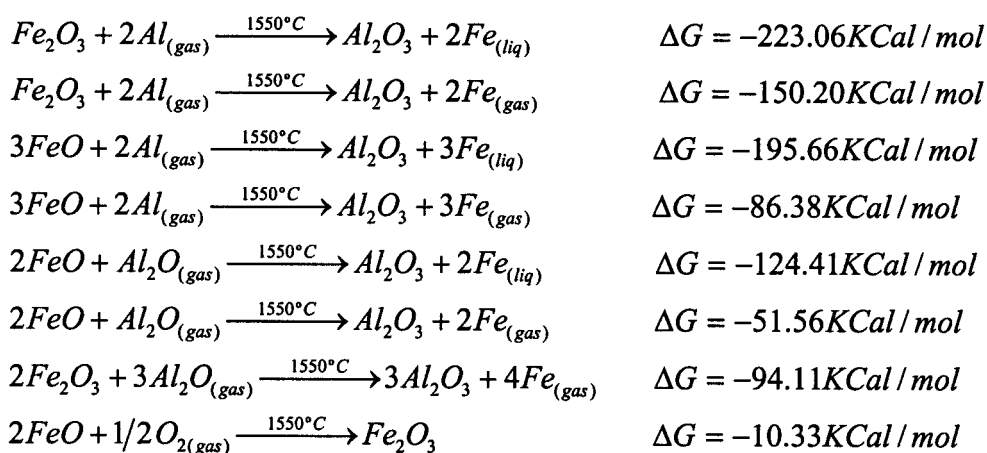 Fe₂O₃ + 2Al(gas) —1550°C→ Al₂O₃ + 2Fe(liq) ΔG = −223.06KCal / mol
Fe₂O₃ + 2Al(gas) —1550°C→ Al₂O₃ + 2Fe(gas) ΔG = −150.20KCal / mol
3FeO + 2Al(gas) —1550°C→ Al₂O₃ + 3Fe(liq) ΔG = −195.66KCal / mol
3FeO + 2Al(gas) —1550°C→ Al₂O₃ + 3Fe(gas) ΔG = −86.38KCal / mol
2FeO + Al₂O(gas) —1550°C→ Al₂O₃ + 2Fe(liq) ΔG = −124.41KCal / mol
2FeO + Al₂O(gas) —1550°C→ Al₂O₃ + 2Fe(gas) ΔG = −51.56KCal / mol
2Fe₂O₃ + 3Al₂O(gas) —1550°C→ 3Al₂O₃ + 4Fe(gas) ΔG = −94.11KCal / mol
2FeO + 1/2O₂(gas) —1550°C→ Fe₂O₃ ΔG = −10.33KCal / mol